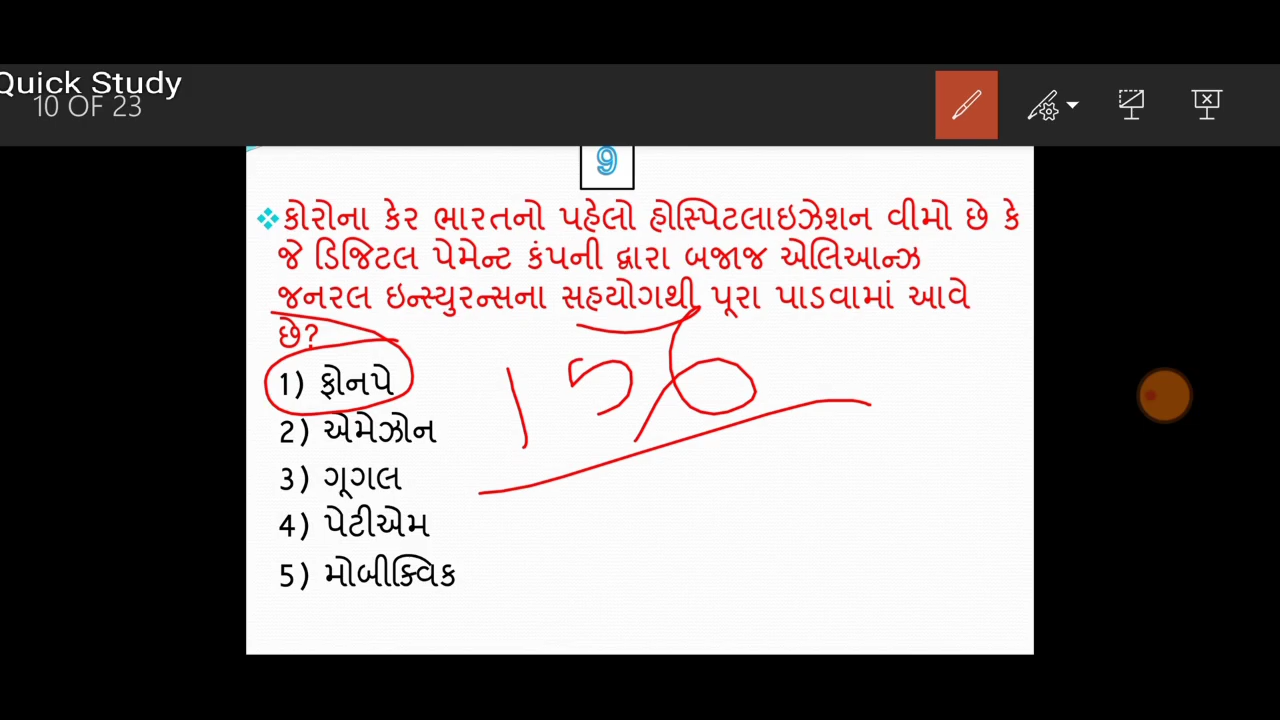 Quick Study
10 OF 23
9
❖કોરોના કેર ભારતનો પહેલો હોસ્પિટલાઇઝેશન વીમો છે કે
જે ડિજિટલ પેમેન્ટ કંપની દ્વારા બજાજ એલિઆન્ઝ
જનરલ ઇન્સ્યુરન્સના સહયોગથી પૂરા પાડવામાં આવે
છે?
1) ફોનપે
156
2) એમેઝોન
3) ગૂગલ
4) પેટીએમ
5) મોબીક્વિક